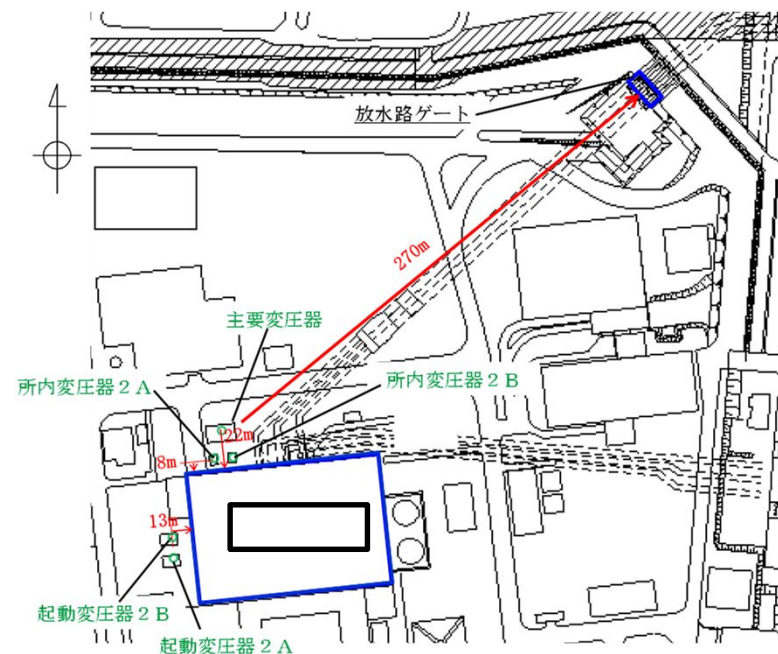 放水路ゲート
270m
主要変圧器
所内変圧器２Ａ
所内変圧器２Ｂ
22m
8m
13m
起動変圧器２Ｂ
起動変圧器２Ａ